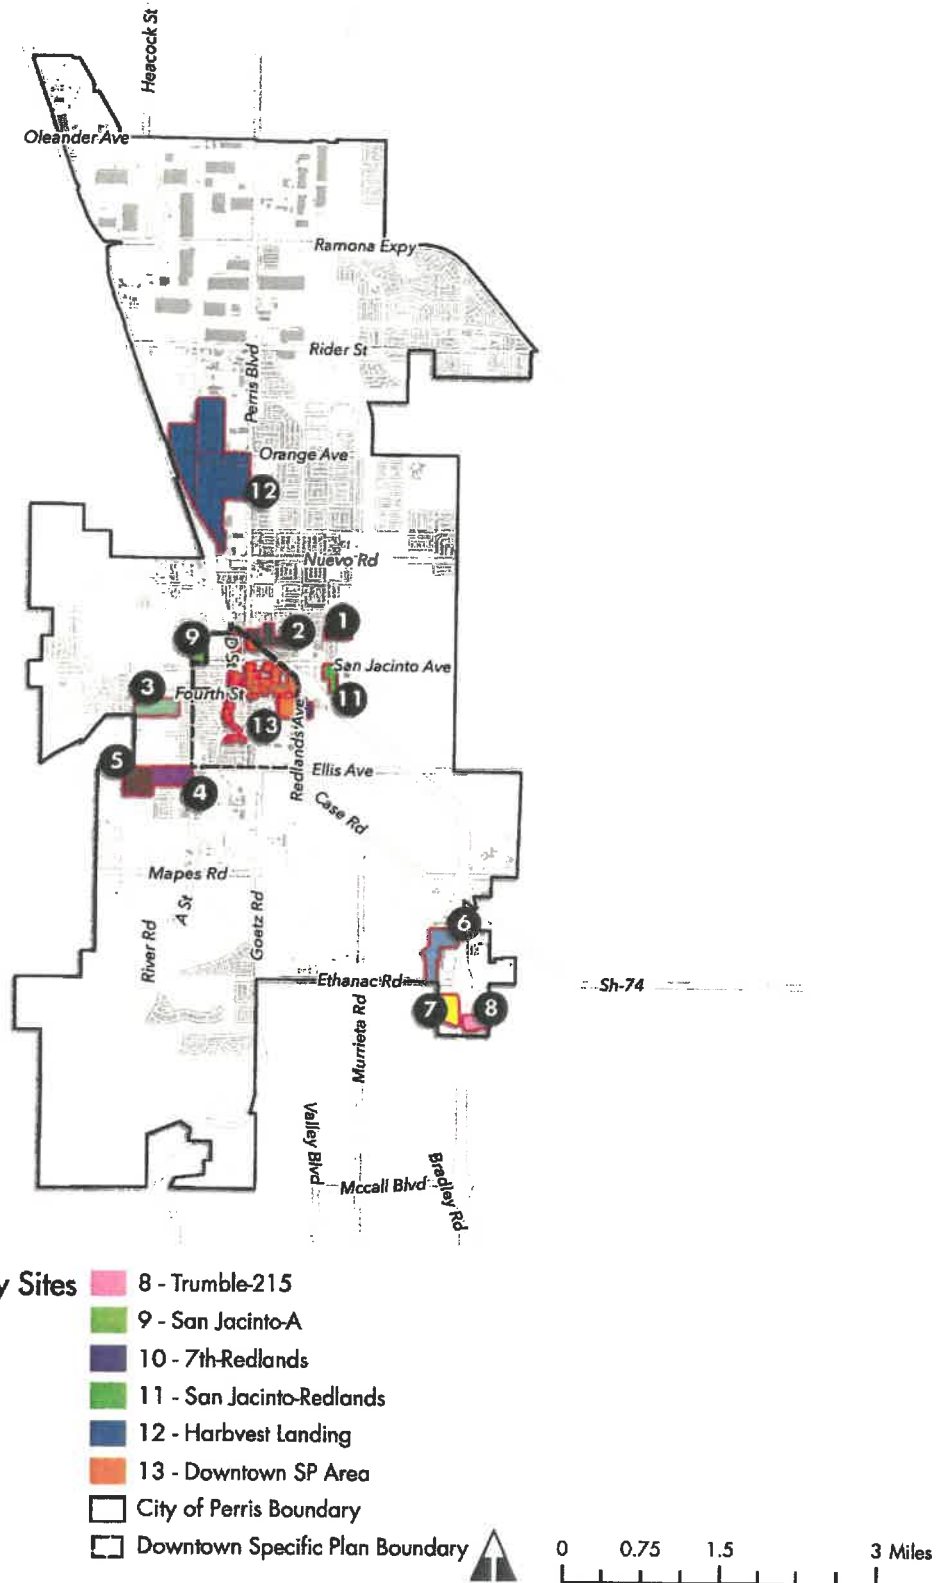 Heacock St
Oleander Ave
Ramona Expy
Rider St
Perris Blvd
Orange Ave
12
Nuevo Rd
1
2
9
D St
San Jacinto Ave
3
Fourth St
11
13
Redlands Ave
5
Ellis Ave
4
Case Rd
Mapes Rd
A St
6
River Rd
Goetz Rd
Ethanac Rd
Sh-74
7
8
Murrieta Rd
Valley Blvd
Mccall Blvd
Bradley Rd
y Sites
8 - Trumble-215
9 - San Jacinto-A
10 - 7th-Redlands
11 - San Jacinto-Redlands
12 - Harbvest Landing
13 - Downtown SP Area
City of Perris Boundary
Downtown Specific Plan Boundary
0 0.75 1.5 3 Miles